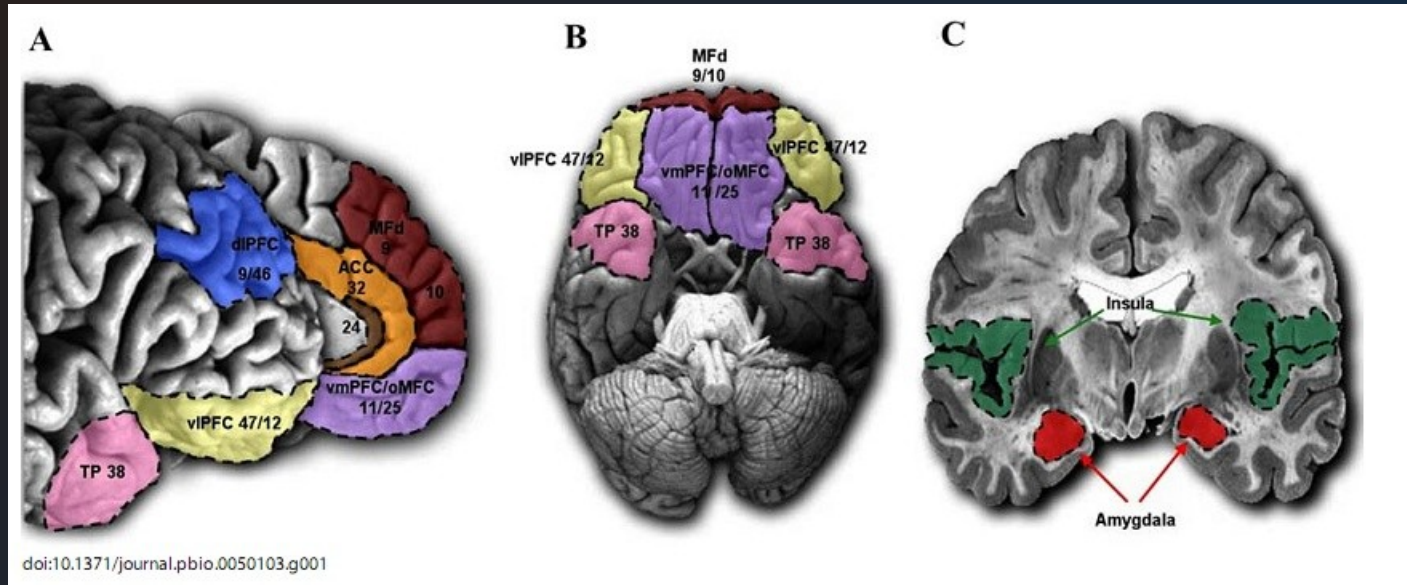 A
B
C
MFd
9/10
dlPFC
9/46
MFd
9
10
ACC
32
24
vmPFC/oMFC
11/25
vlPFC 47/12
TP 38
vlPFC 47/12
vlPFC 47/12
vmPFC/oMFC
11/25
TP 38
TP 38
Insula
Amygdala
doi:10.1371/journal.pbio.0050103.g001